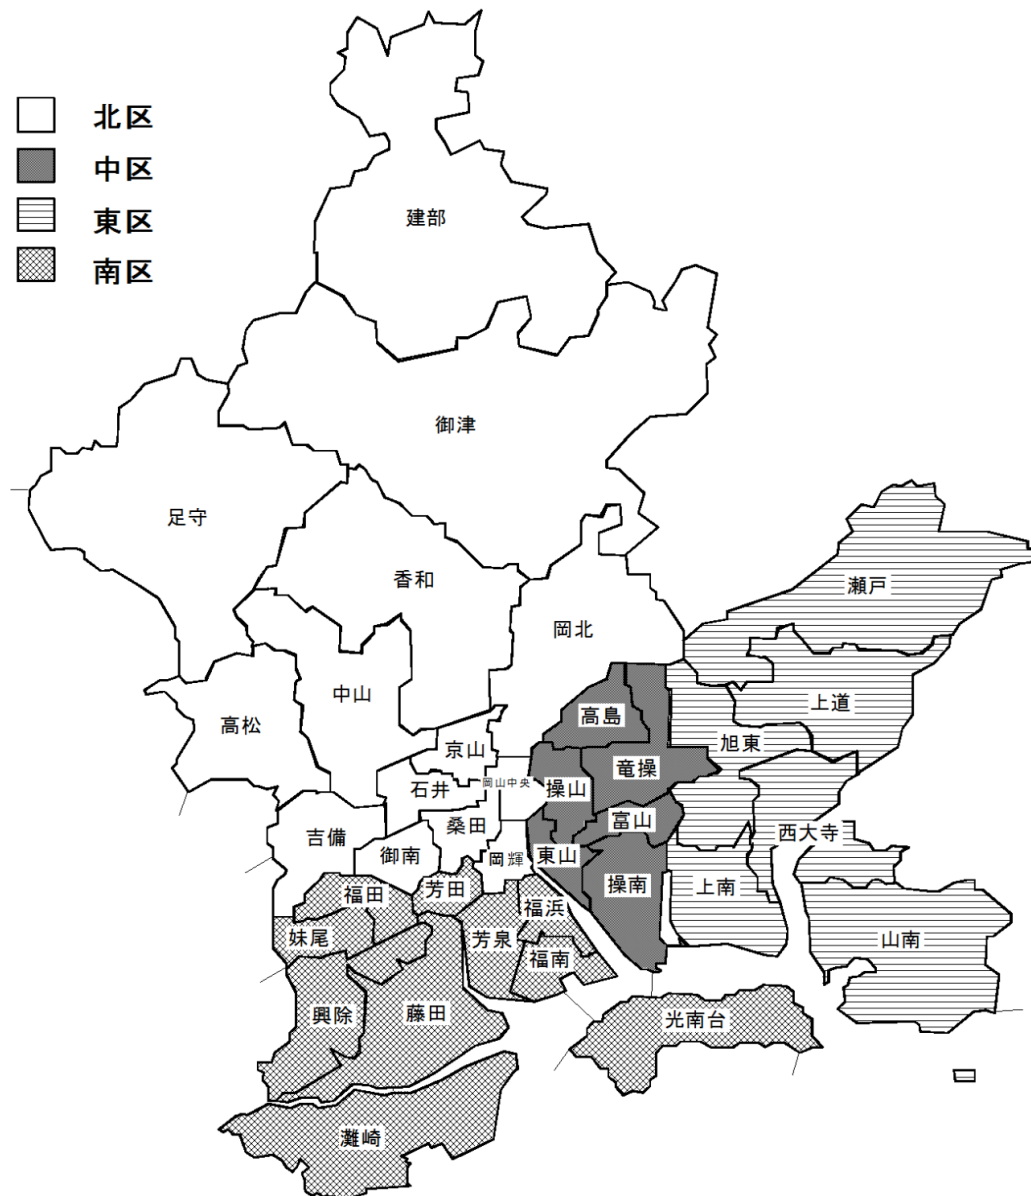 北区
中区
東区
南区
建部
御津
足守
香和
瀬戸
岡北
中山
高松
高島
上道
京山
旭東
竜操
石井
岡山中央
操山
桑田
富山
吉備
西大寺
御南
岡輝
東山
操南
上南
福田
芳田
福浜
妹尾
芳泉
福南
山南
興除
藤田
光南台
灘崎